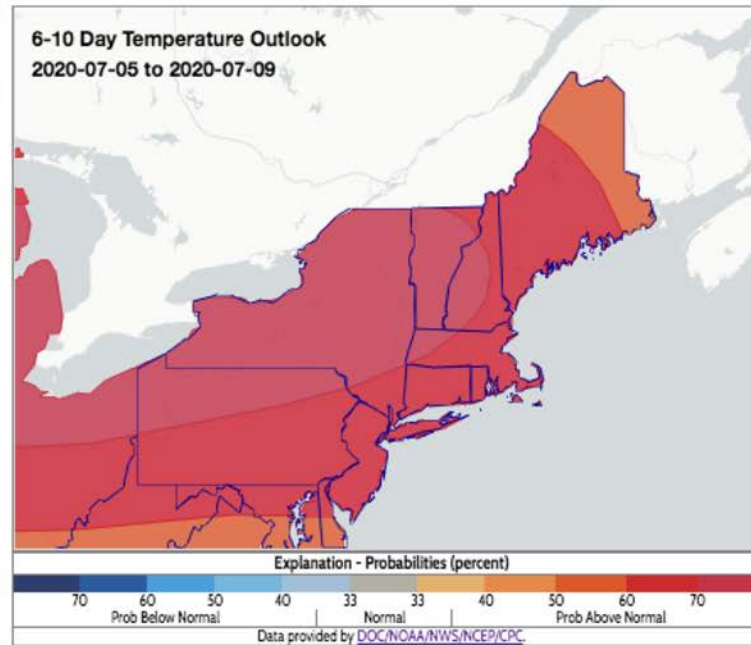 6-10 Day Temperature Outlook
2020-07-05 to 2020-07-09
Explanation - Probabilities (percent)
70 60 50 40 33 33 40 50 60 70
Prob Below Normal | Normal | Prob Above Normal
Data provided by DOC/NOAA/NWS/NCEP/CPC.